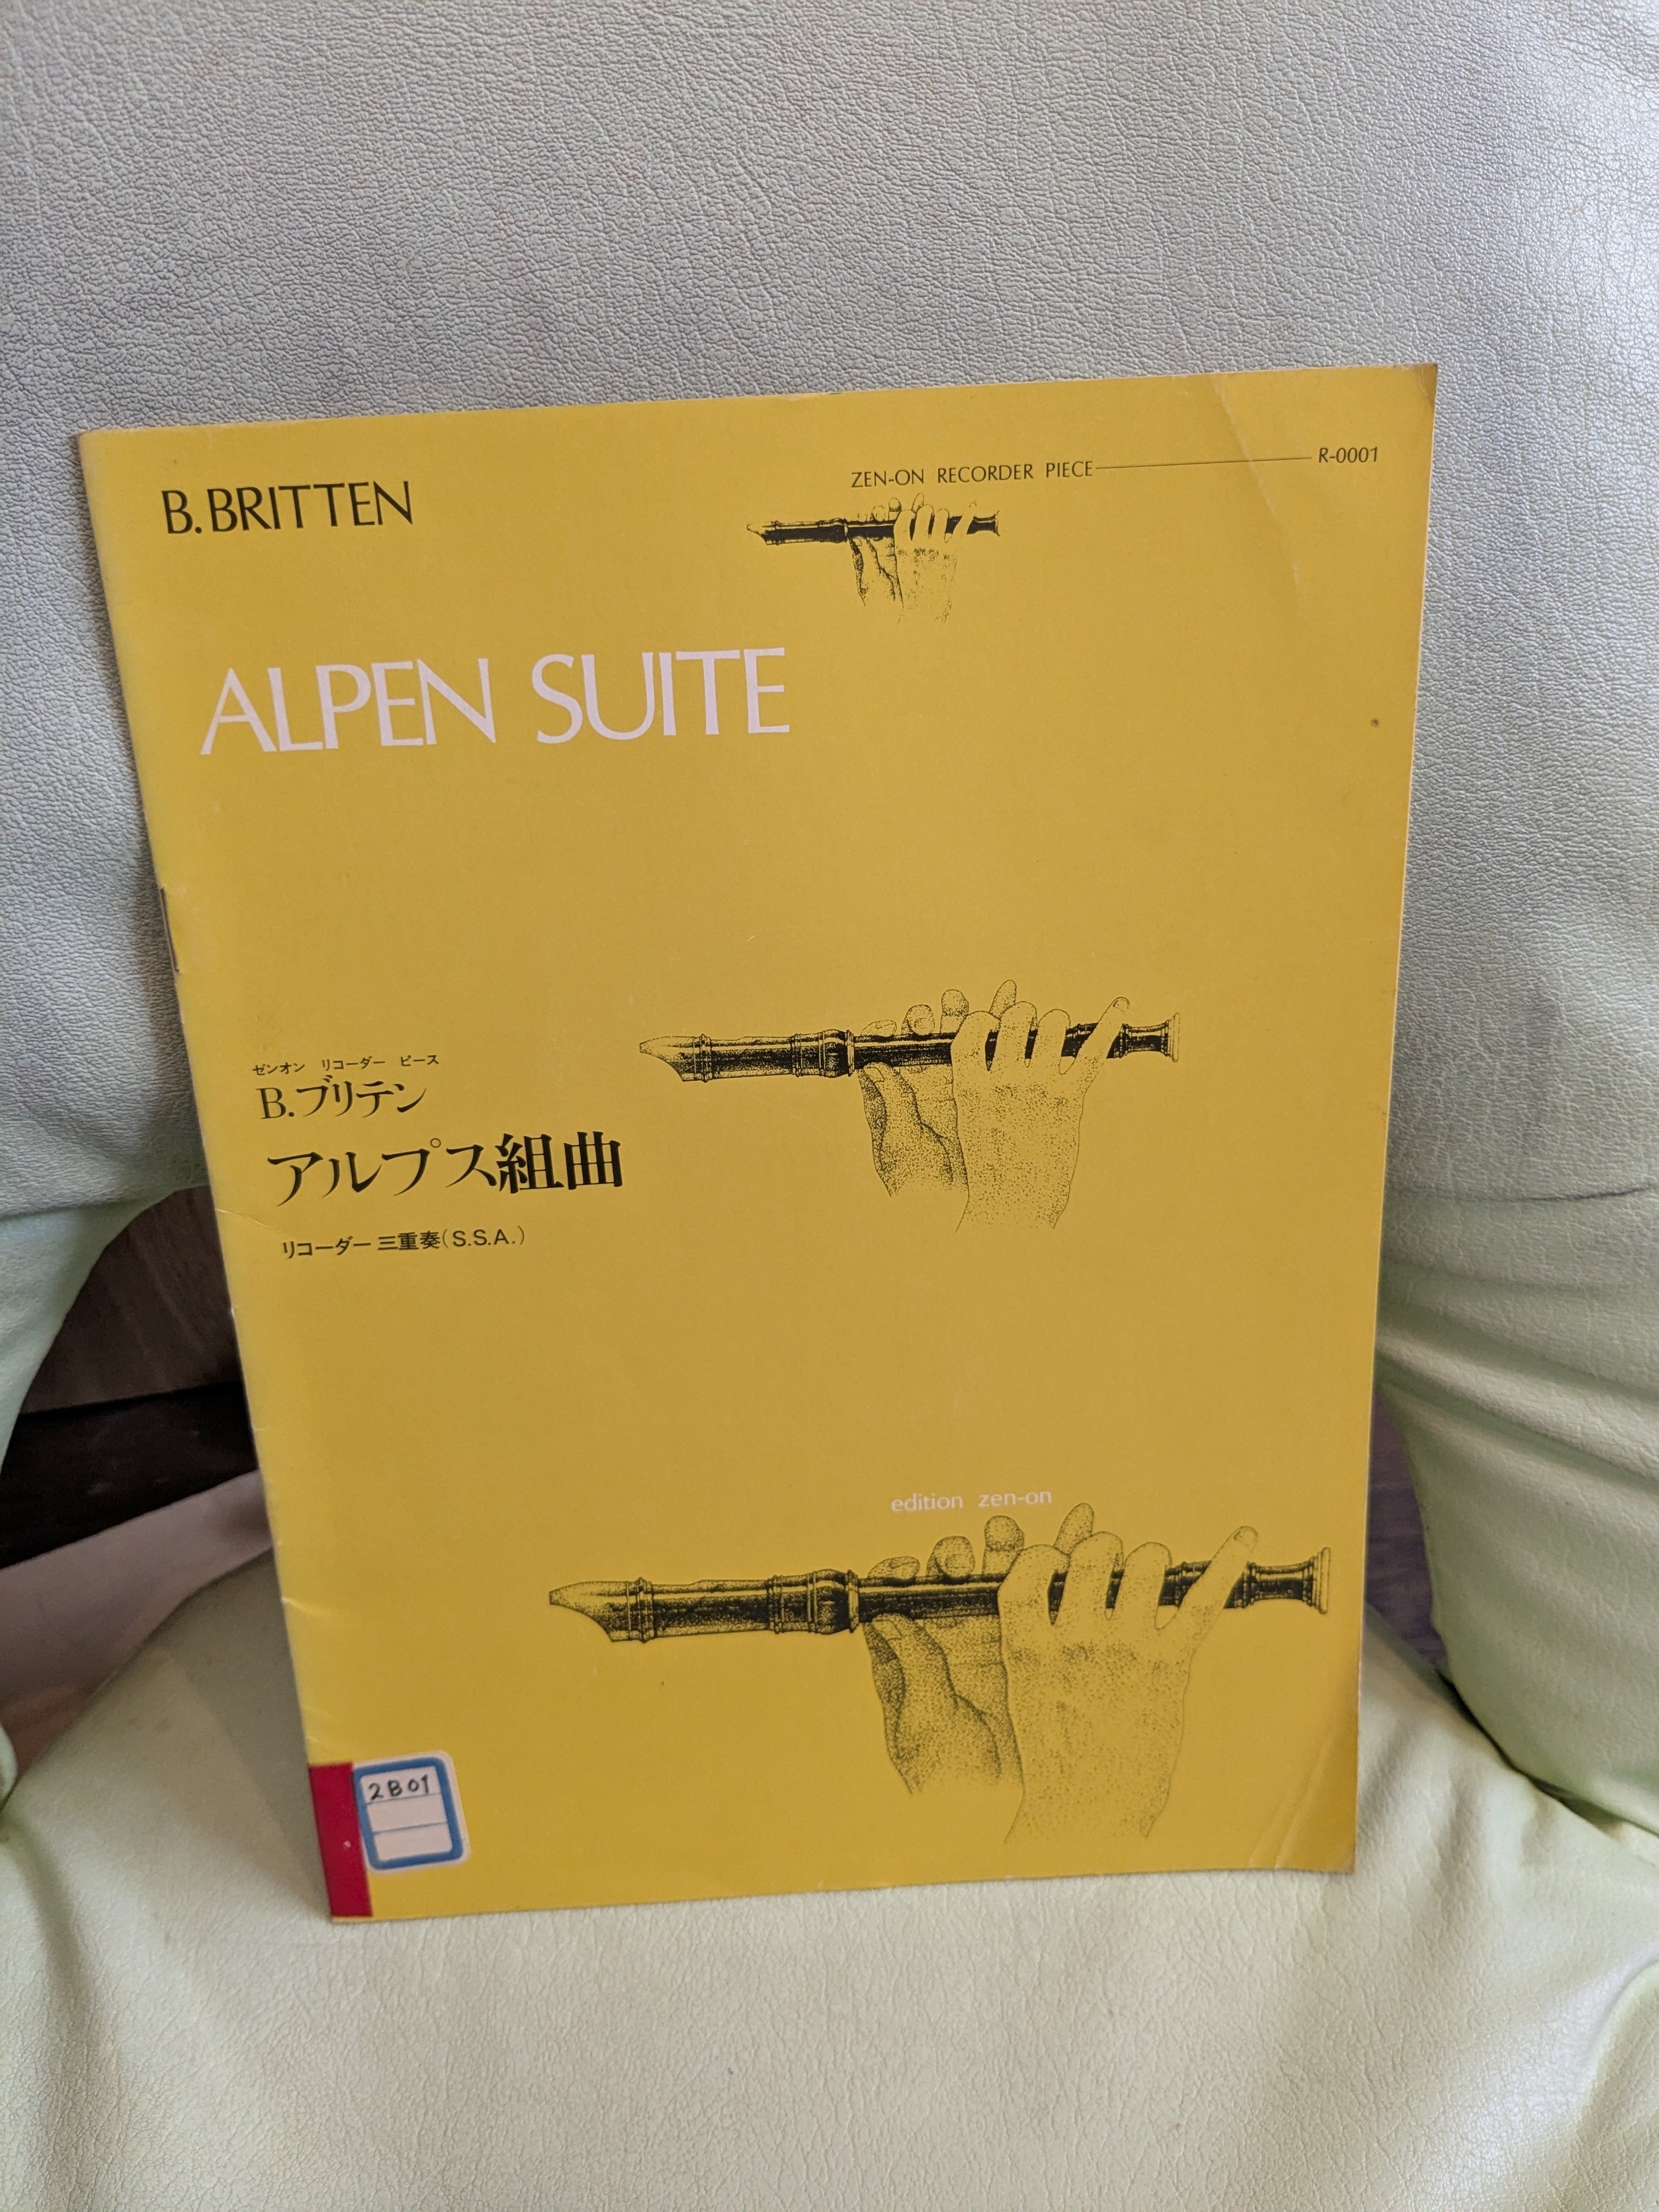 B. BRITTEN
ZEN-ON RECORDER PIECE
R-0001
ALPEN SUITE
ゼンオン リコーダー ピース
B.ブリテン
アルプス組曲
リコーダー三重奏(S.S.A.)
edition zen-on
2B01